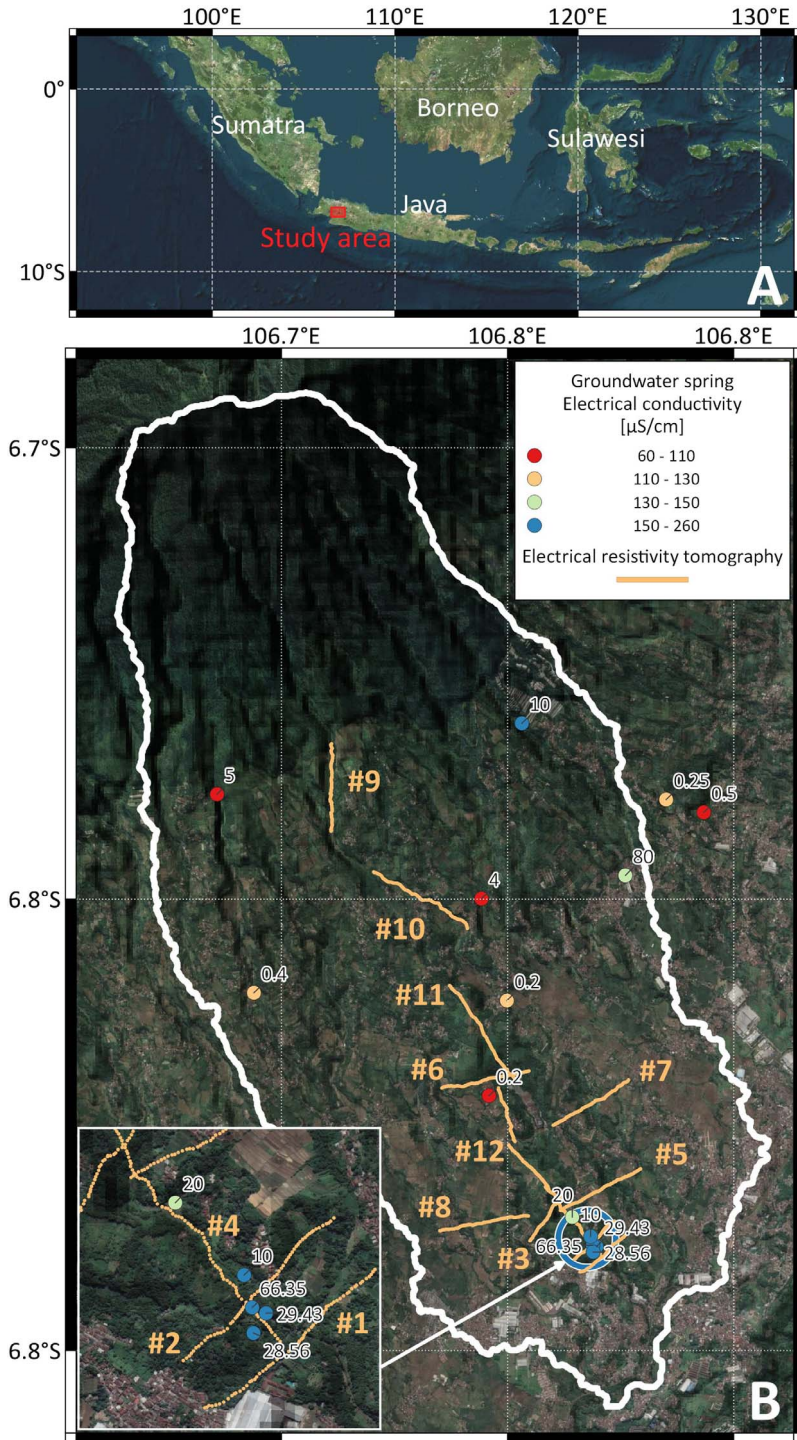 100°E
110°E
120°E
130°E
0°
Sumatra
Borneo
Sulawesi
Java
Study area
10°S
A
106.7°E
106.8°E
106.8°E
Groundwater spring
Electrical conductivity
[µS/cm]
60 - 110
110 - 130
130 - 150
150 - 260
Electrical resistivity tomography
6.7°S
10
5
#9
0.25
0.5
80
4
6.8°S
#10
0.4
0.2
#11
#6
0.2
#7
#12
#5
20
#8
10
29.43
66.35
28.56
#3
20
#4
10
66.35
29.43
#1
#2
28.56
6.8°S
B